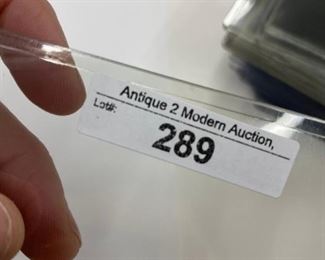 Antique 2 Modern Auction,
Lot#:
289